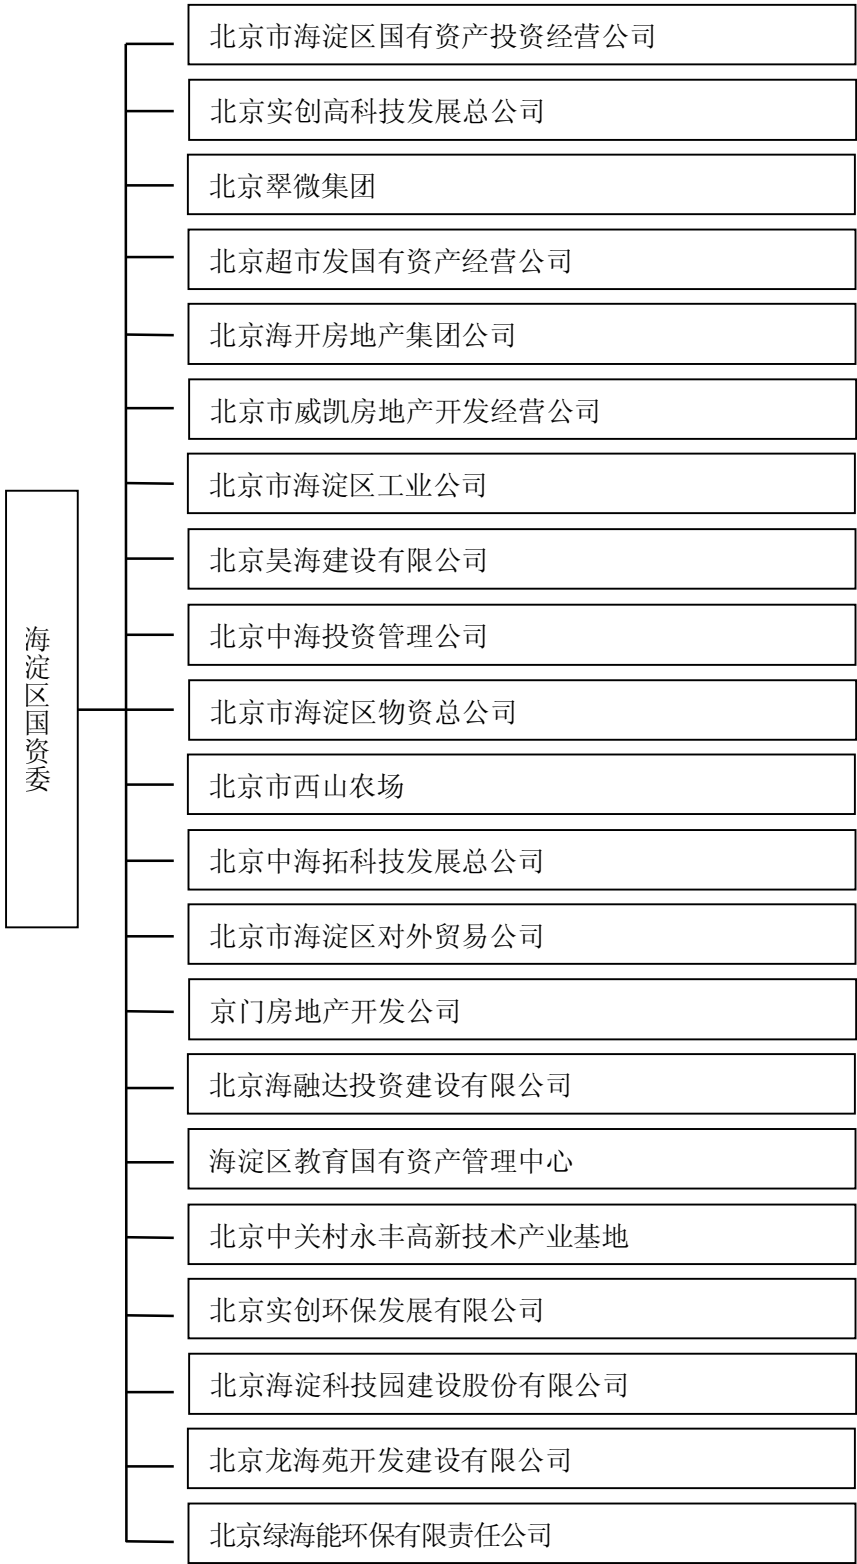 北京市海淀区国有资产投资经营公司
北京实创高科技发展总公司
北京翠微集团
北京超市发国有资产经营公司
北京海开房地产集团公司
北京市威凯房地产开发经营公司
北京市海淀区工业公司
北京昊海建设有限公司
北京中海投资管理公司
海淀区国资委
北京市海淀区物资总公司
北京市西山农场
北京中海拓科技发展总公司
北京市海淀区对外贸易公司
京门房地产开发公司
北京海融达投资建设有限公司
海淀区教育国有资产管理中心
北京中关村永丰高新技术产业基地
北京实创环保发展有限公司
北京海淀科技园建设股份有限公司
北京龙海苑开发建设有限公司
北京绿海能环保有限责任公司